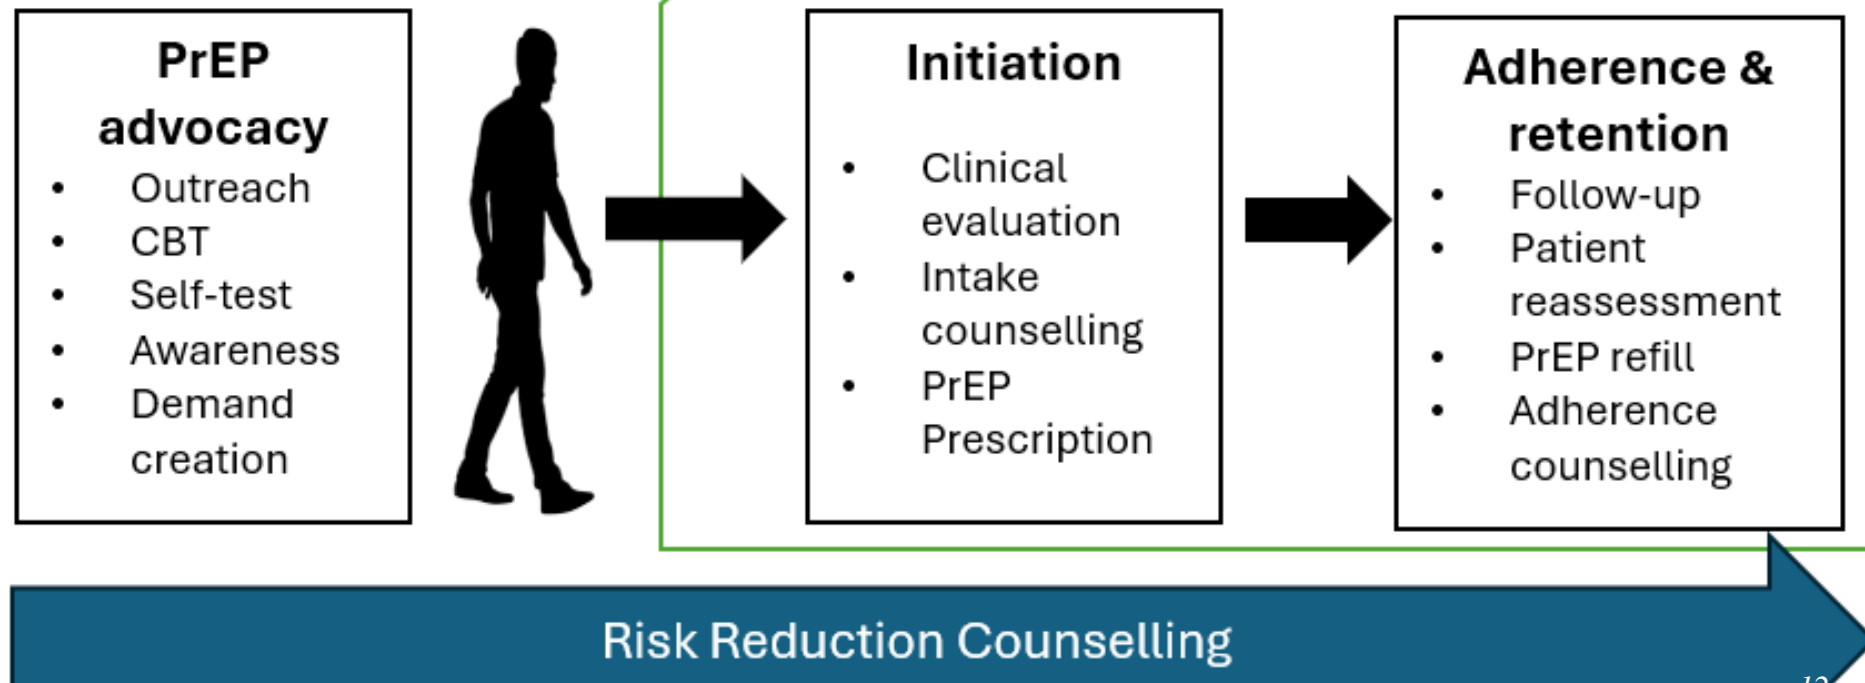 PrEP
advocacy
• Outreach
• CBT
• Self-test
• Awareness
• Demand
creation
Initiation
• Clinical
evaluation
• Intake
counselling
• PrEP
Prescription
Adherence &
retention
• Follow-up
• Patient
reassessment
• PrEP refill
• Adherence
counselling
Risk Reduction Counselling